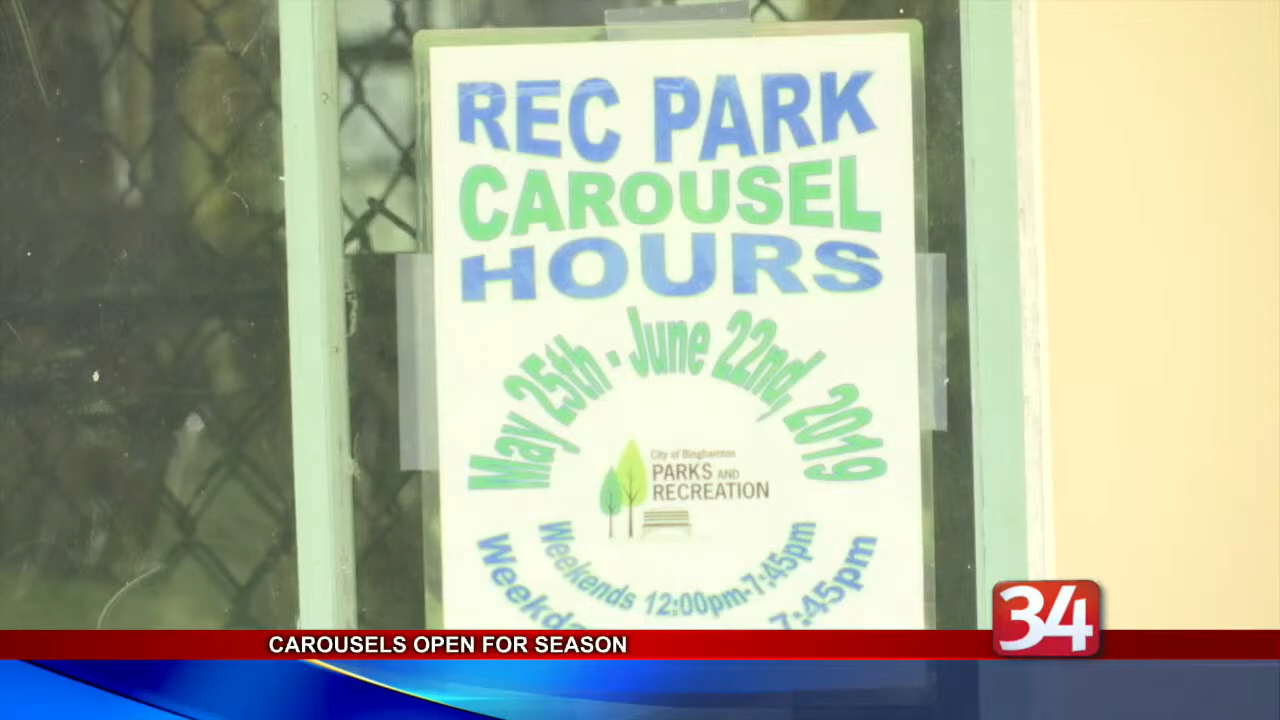 REC PARK
CAROUSEL
HOURS
May 25th - June 22nd, 2019
City of Binghamton
PARKS AND
RECREATION
Weekends 12:00pm-7:45pm
7:45pm
34
CAROUSELS OPEN FOR SEASON